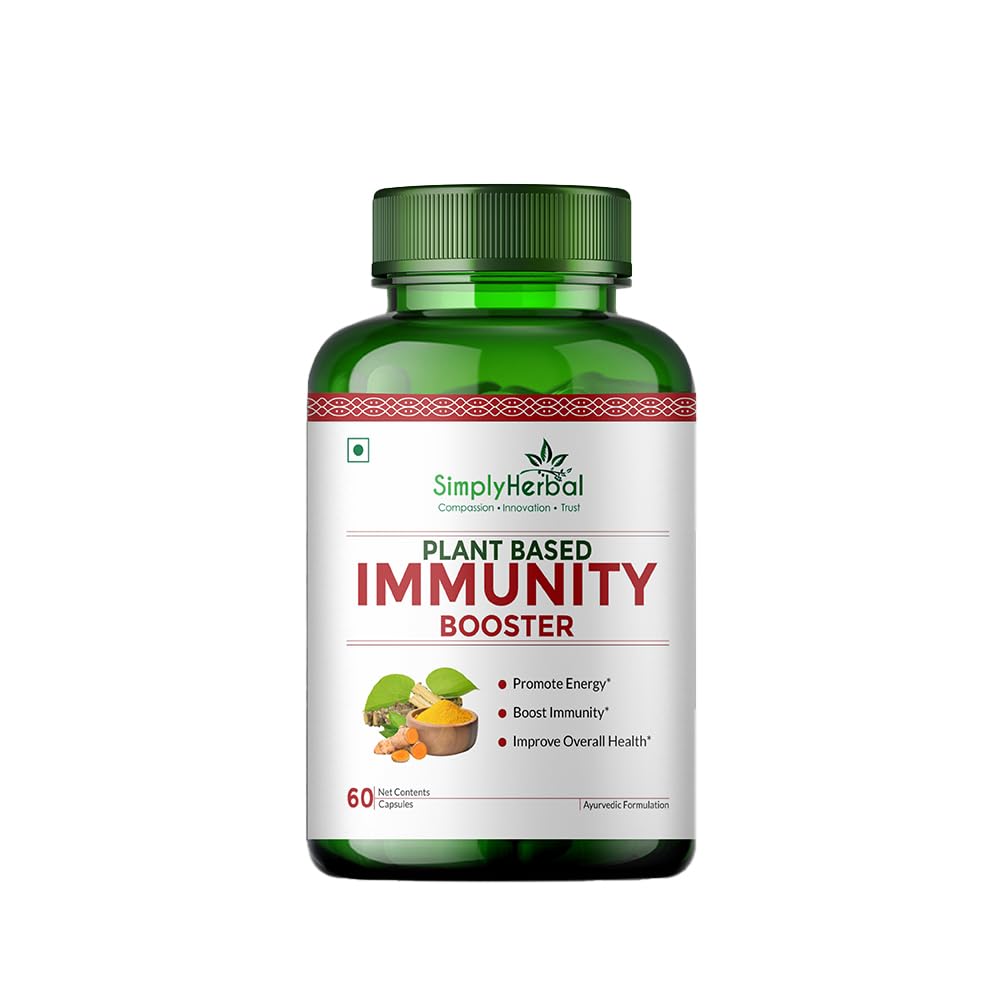 SimplyHerbal
Compassion • Innovation • Trust
PLANT BASED
IMMUNITY
BOOSTER
• Promote Energy*
• Boost Immunity*
• Improve Overall Health*
60 Net Contents
Capsules
Ayurvedic Formulation